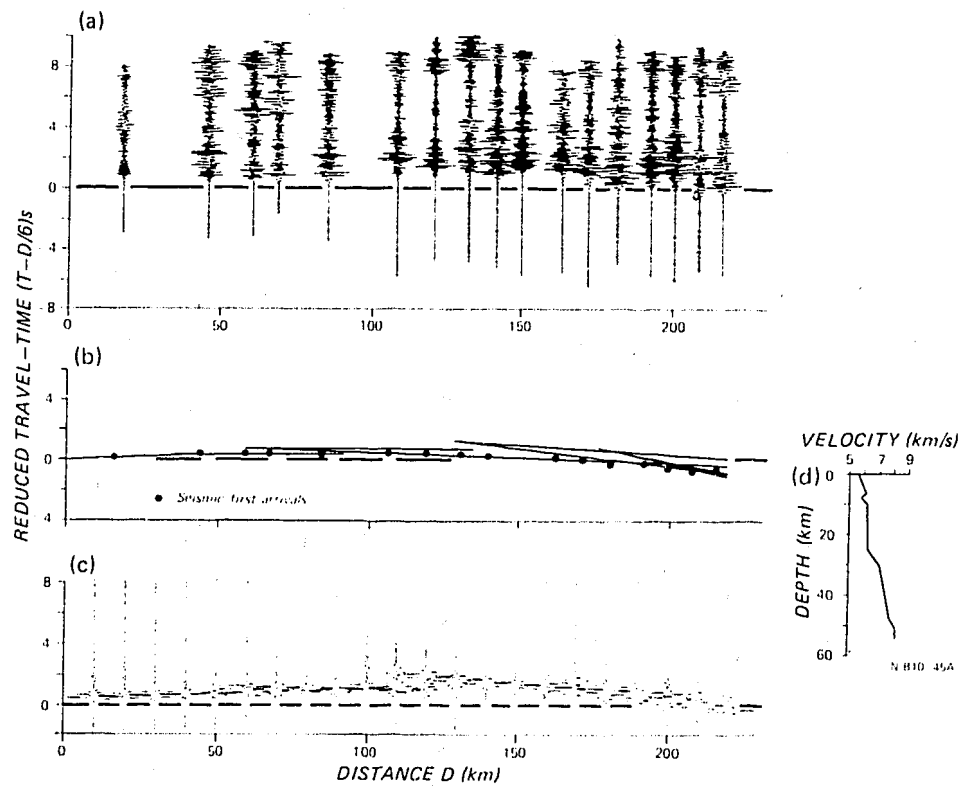 (a)
8
4
0
4
8
0
50
100
150
200
REDUCED TRAVEL–TIME (T–D/6)s
(b)
4
0
4
Seismic first arrivals
VELOCITY (km/s)
5 7 8 9
(d)
0
20
40
60
DEPTH (km)
(c)
8
4
0
0
50
100
150
200
DISTANCE D (km)